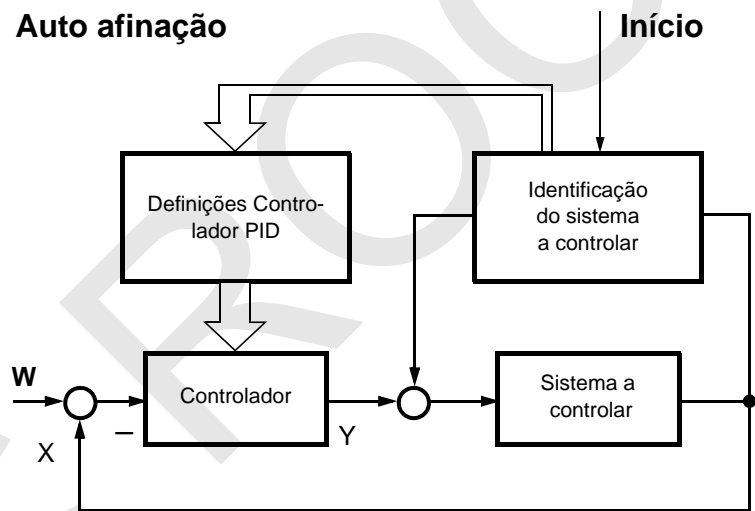 Auto afinação
Início
Definições Contro-
lador PID
Identificação
do sistema
a controlar
W
Controlador
Sistema a
controlar
X
–
Y